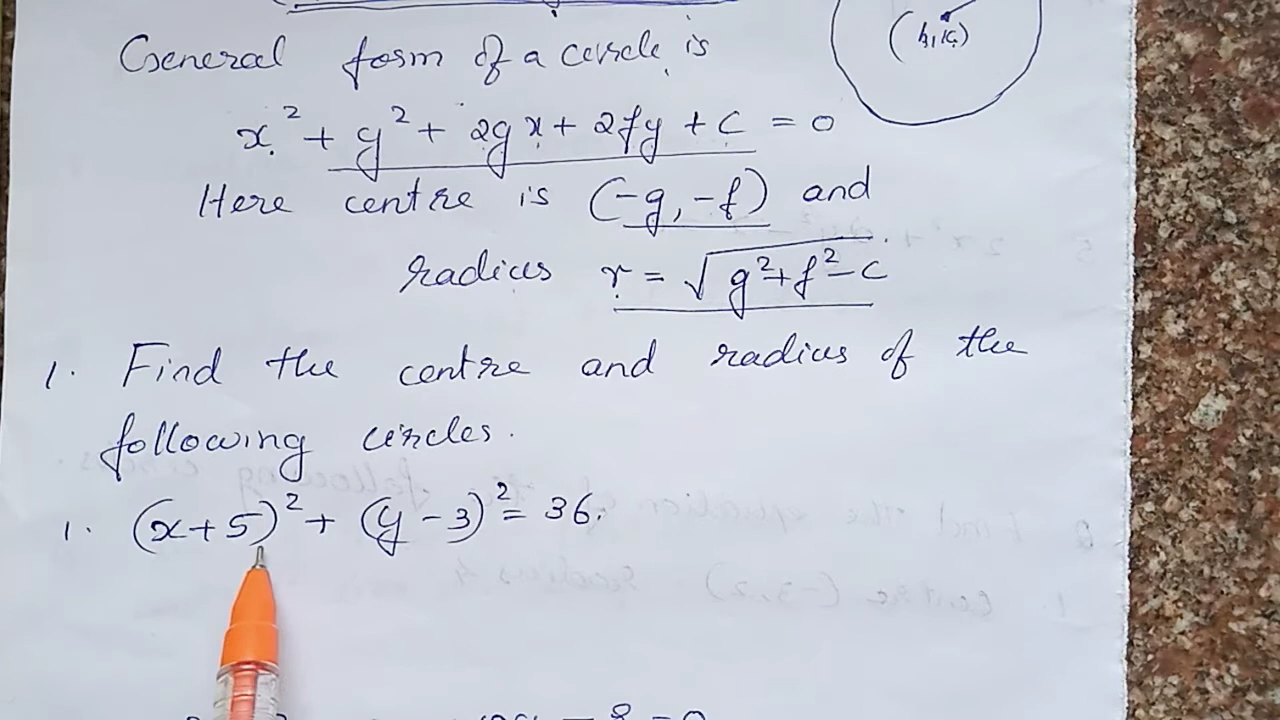 (h, k)
General form of a circle is
x² + y² + 2gx + 2fy + c = 0
Here centre is (-g, -f) and
radius r = √g²+f²-c
1. Find the centre and radius of the
following circles.
1. (x+5)² + (y-3)² = 36.